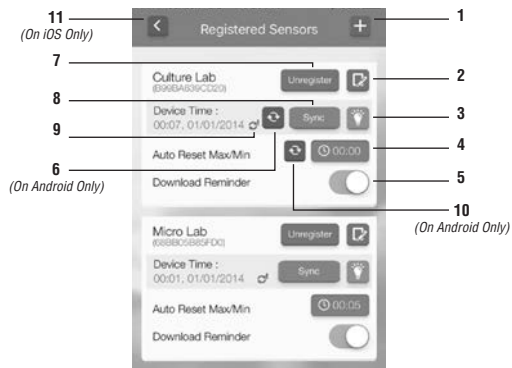 11
(On iOS Only)
1
Registered Sensors
7
Culture Lab
(B99BA639CD20)
Unregister
2
8
Device Time :
00:07, 01/01/2014
Sync
3
9
6
(On Android Only)
Auto Reset Max/Min
00:00
4
Download Reminder
5
10
(On Android Only)
Micro Lab
(68BB05B85FD0)
Unregister
Device Time :
00:01, 01/01/2014
Sync
Auto Reset Max/Min
00:05
Download Reminder